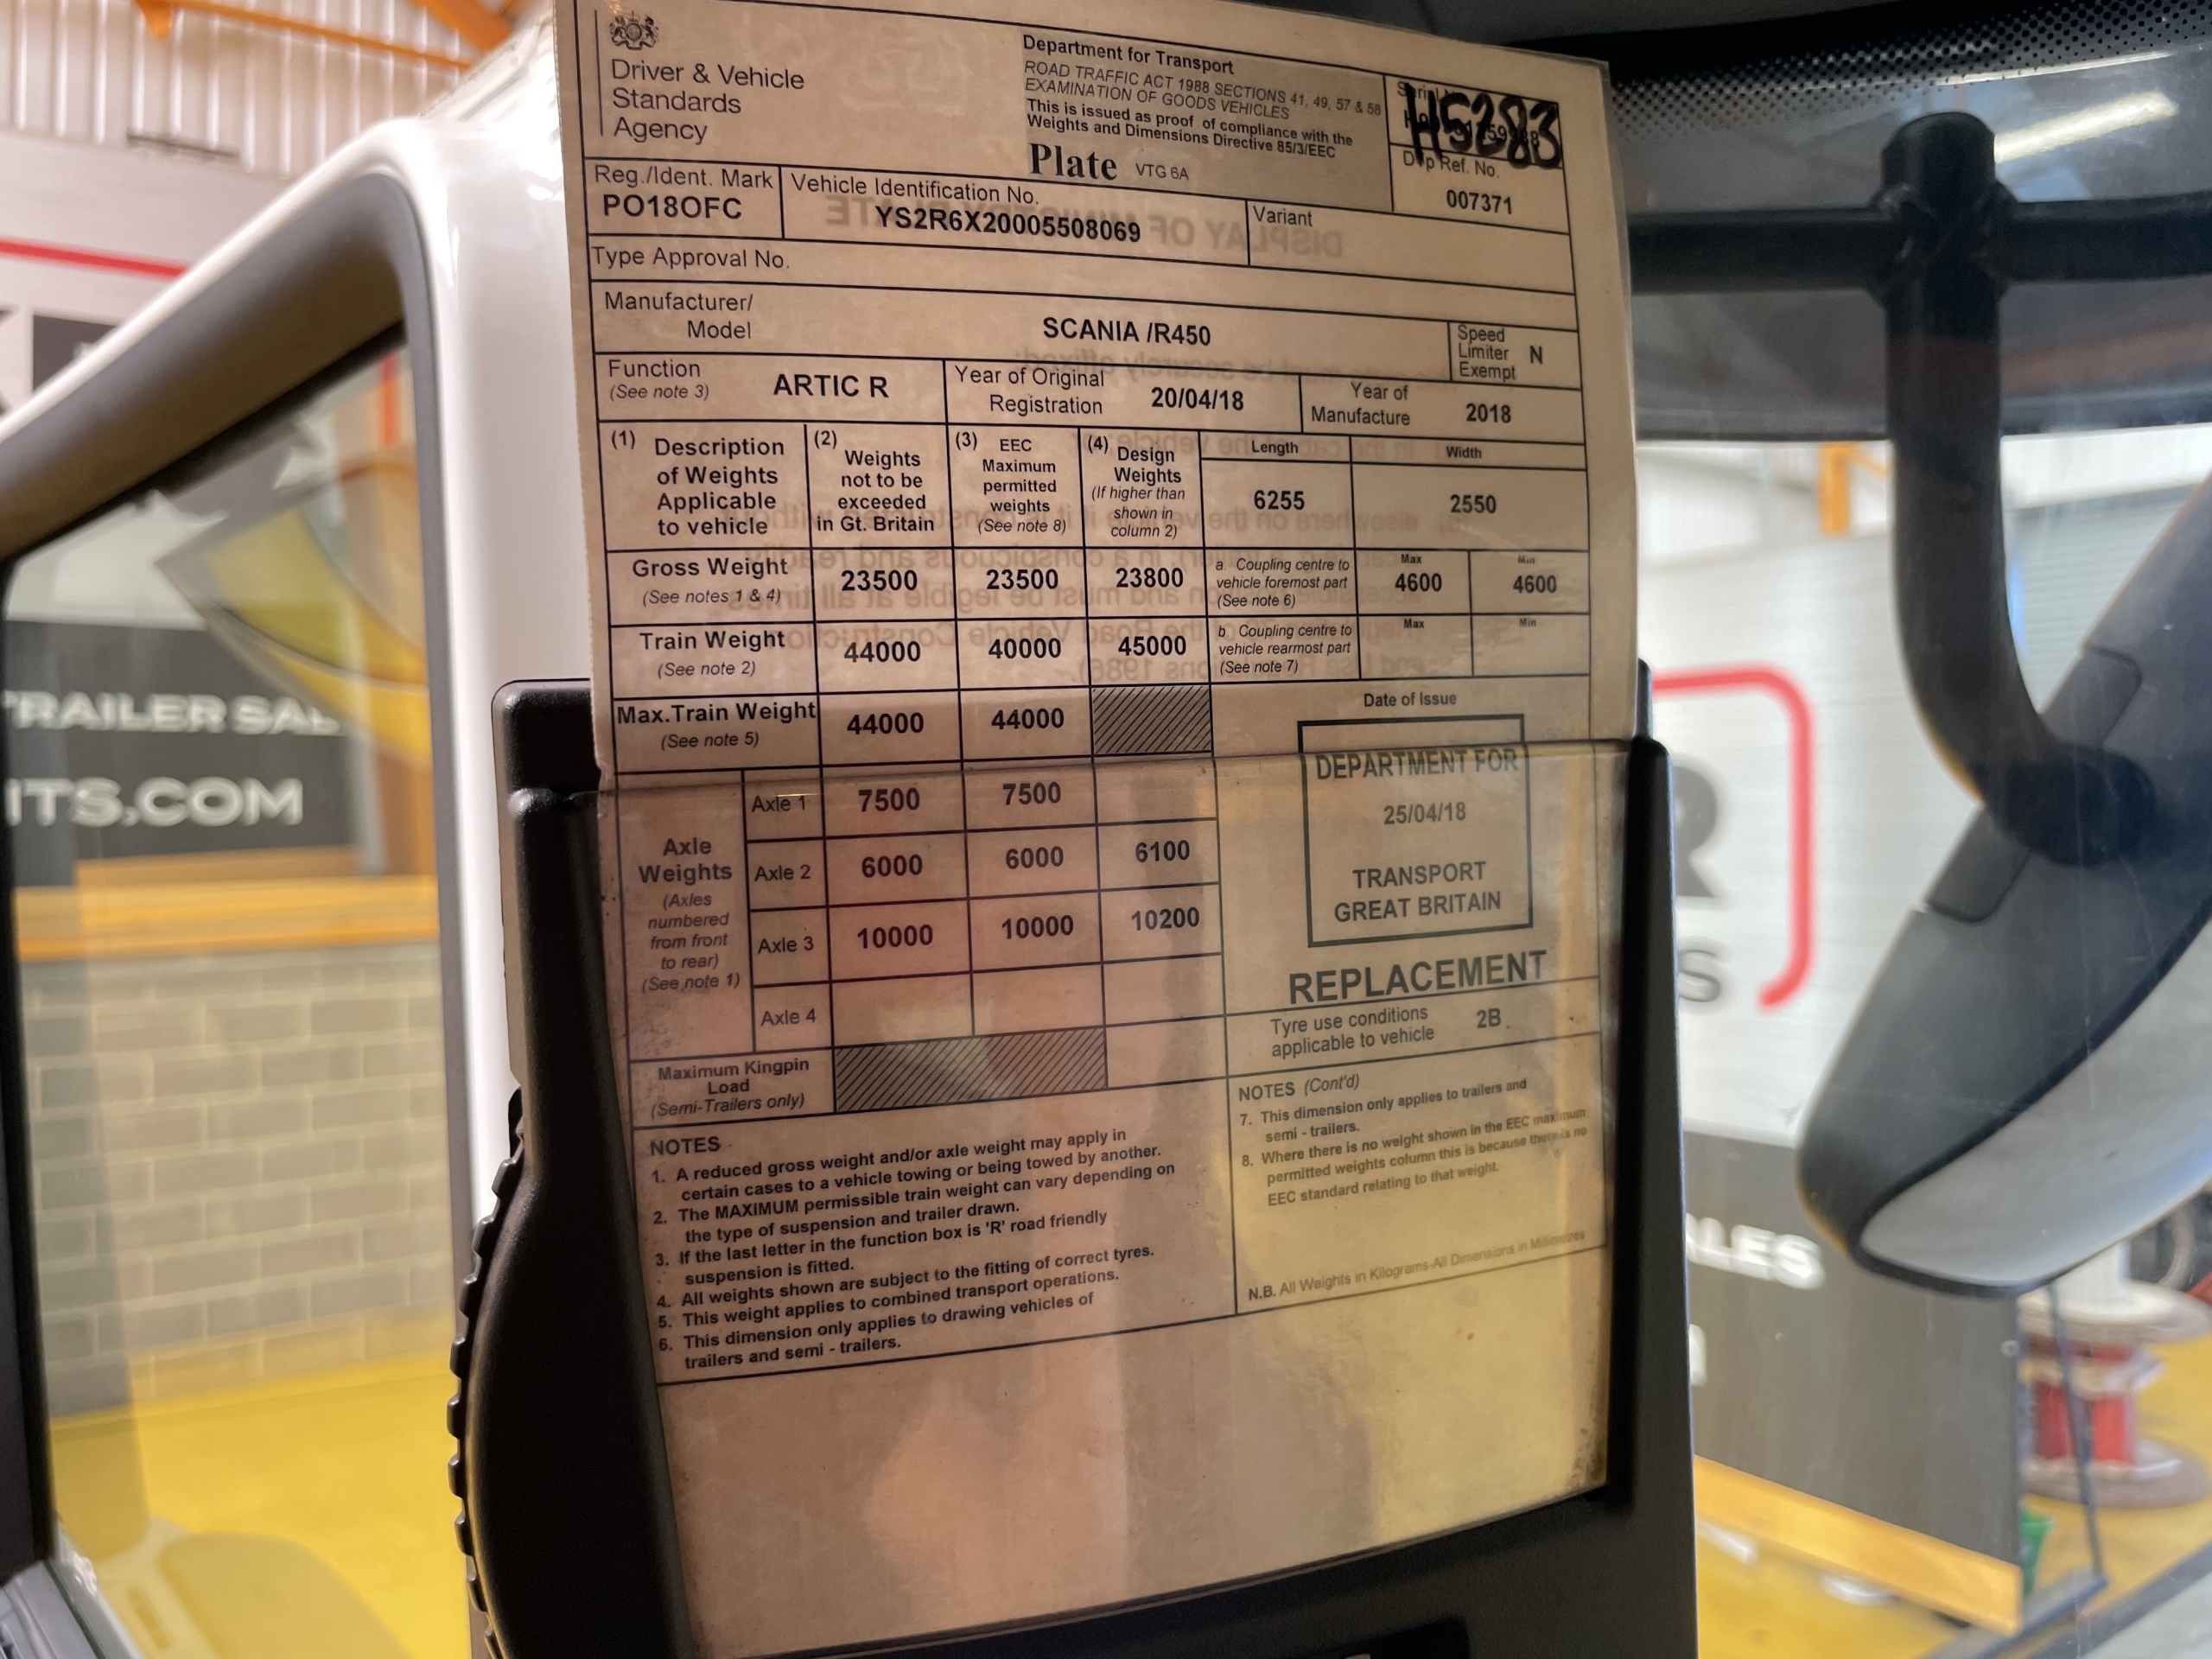 Driver & Vehicle
Standards
Agency
Department for Transport
ROAD TRAFFIC ACT 1988 SECTIONS 41, 49, 57 & 58
EXAMINATION OF GOODS VEHICLES
This is issued as proof of compliance with the
Weights and Dimensions Directive 85/3/EEC
Plate VTG 6A
H5283
Ref. No.
007371
Reg./Ident. Mark
PO18OFC
Vehicle Identification No.
YS2R6X20005508069
Variant
Type Approval No.
Manufacturer/
Model
SCANIA /R450
Speed
Limiter
Exempt
N
Function
(See note 3)
ARTIC R
Year of Original
Registration
20/04/18
Year of
Manufacture
2018
(1) Description
of Weights
Applicable
to vehicle
(2)
Weights
not to be
exceeded
in Gt. Britain
(3) EEC
Maximum
permitted
weights
(See note 8)
(4) Design
Weights
(If higher than
shown in
column 2)
Length
6255
Width
2550
Gross Weight
(See notes 1 & 4)
23500
23500
23800
a. Coupling centre to
vehicle foremost part
(See note 6)
Max
4600
Min
4600
Train Weight
(See note 2)
44000
40000
45000
b. Coupling centre to
vehicle rearmost part
(See note 7)
Max
Min
Max.Train Weight
(See note 5)
44000
44000
Date of Issue
DEPARTMENT FOR
25/04/18
TRANSPORT
GREAT BRITAIN
Axle
Weights
(Axles
numbered
from front
to rear)
(See note 1)
Axle 1
7500
7500
Axle 2
6000
6000
6100
Axle 3
10000
10000
10200
Axle 4
REPLACEMENT
Tyre use conditions
applicable to vehicle
2B
Maximum Kingpin
Load
(Semi-Trailers only)
NOTES
1. A reduced gross weight and/or axle weight may apply in
certain cases to a vehicle towing or being towed by another.
2. The MAXIMUM permissible train weight can vary depending on
the type of suspension and trailer drawn.
3. If the last letter in the function box is 'R' road friendly
suspension is fitted.
4. All weights shown are subject to the fitting of correct tyres.
5. This weight applies to combined transport operations.
6. This dimension only applies to drawing vehicles of
trailers and semi - trailers.
NOTES (Cont'd)
7. This dimension only applies to trailers and
semi - trailers.
8. Where there is no weight shown in the EEC maximum
permitted weights column this is because there is no
EEC standard relating to that weight.
N.B. All Weights in Kilograms-All Dimensions in Millimetres
TRAILER SAL
ITS.COM
R
S
ALES